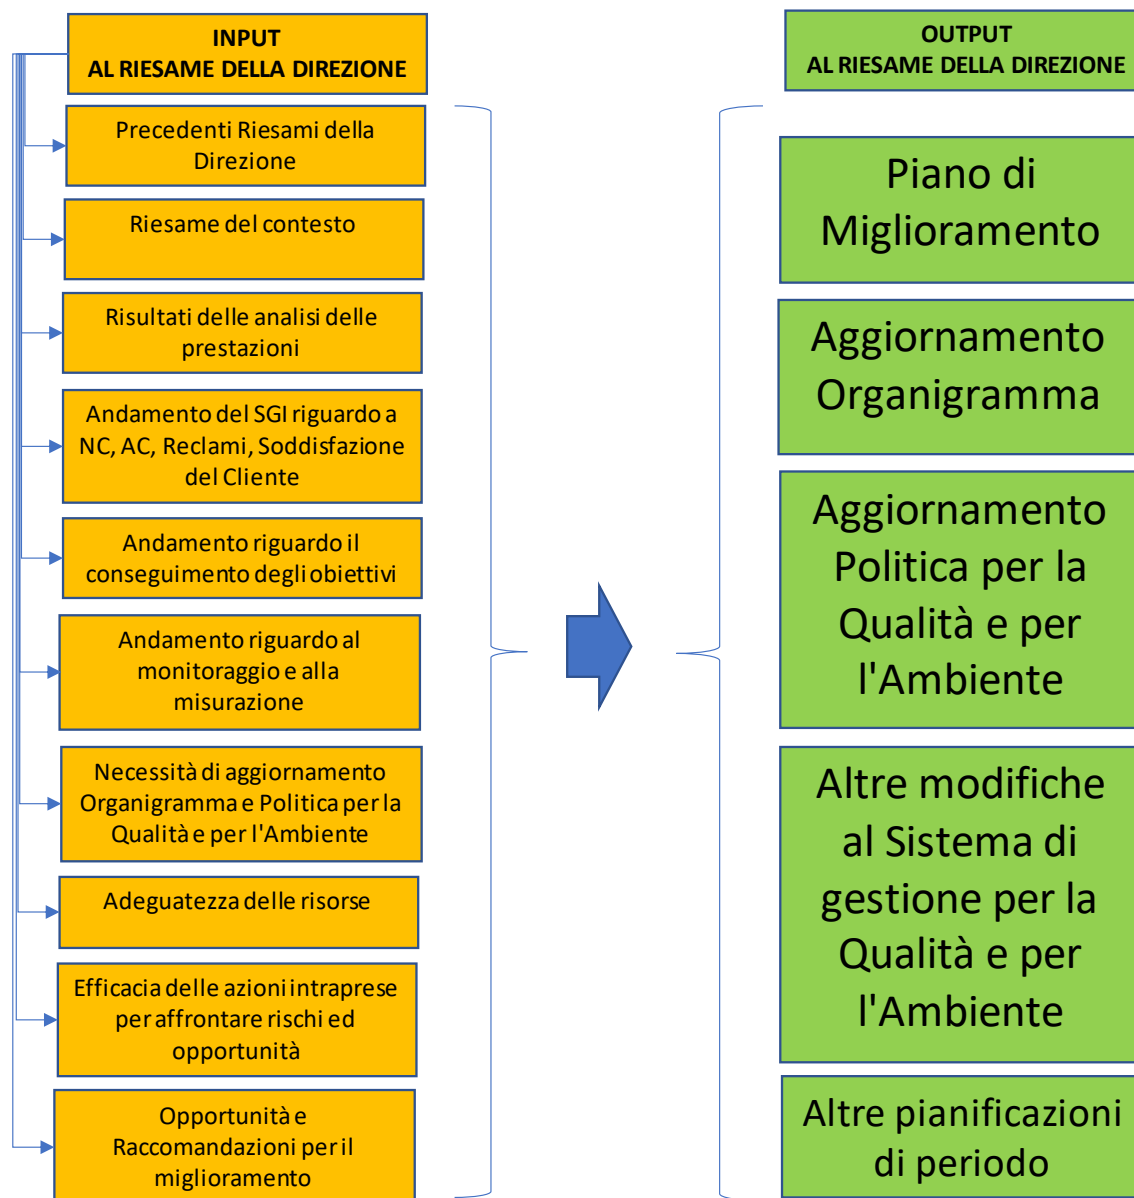 INPUT
AL RIESAME DELLA DIREZIONE
Precedenti Riesami della
Direzione
Riesame del contesto
Risultati delle analisi delle
prestazioni
Andamento del SGI riguardo a
NC, AC, Reclami, Soddisfazione
del Cliente
Andamento riguardo il
conseguimento degli obiettivi
Andamento riguardo al
monitoraggio e alla
misurazione
Necessità di aggiornamento
Organigramma e Politica per la
Qualità e per l'Ambiente
Adeguatezza delle risorse
Efficacia delle azioni intraprese
per affrontare rischi ed
opportunità
Opportunità e
Raccomandazioni per il
miglioramento
OUTPUT
AL RIESAME DELLA DIREZIONE
Piano di
Miglioramento
Aggiornamento
Organigramma
Aggiornamento
Politica per la
Qualità e per
l'Ambiente
Altre modifiche
al Sistema di
gestione per la
Qualità e per
l'Ambiente
Altre pianificazioni
di periodo